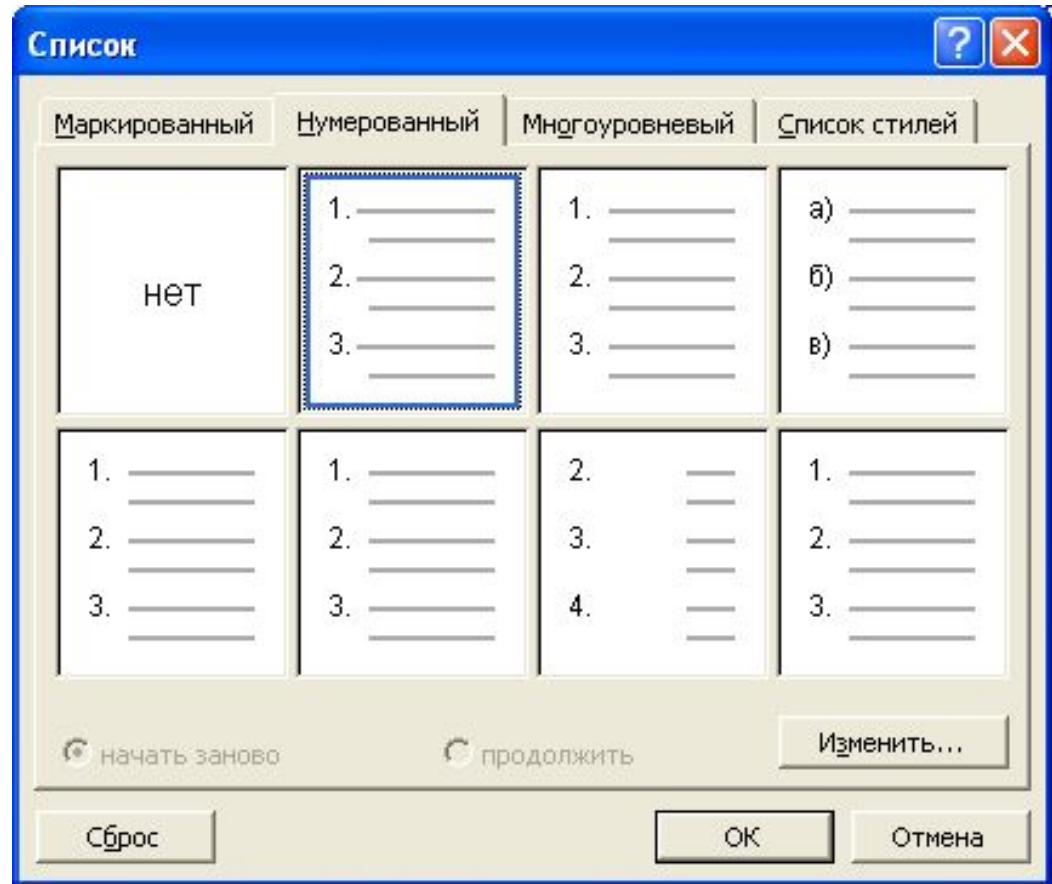 Список
Маркированный Нумерованный Многоуровневый Список стилей
нет
1.
2.
3.
1.
2.
3.
а)
б)
в)
1.
2.
3.
1.
2.
3.
2.
3.
4.
1.
2.
3.
начать заново продолжить Изменить...
Сброс ОК Отмена